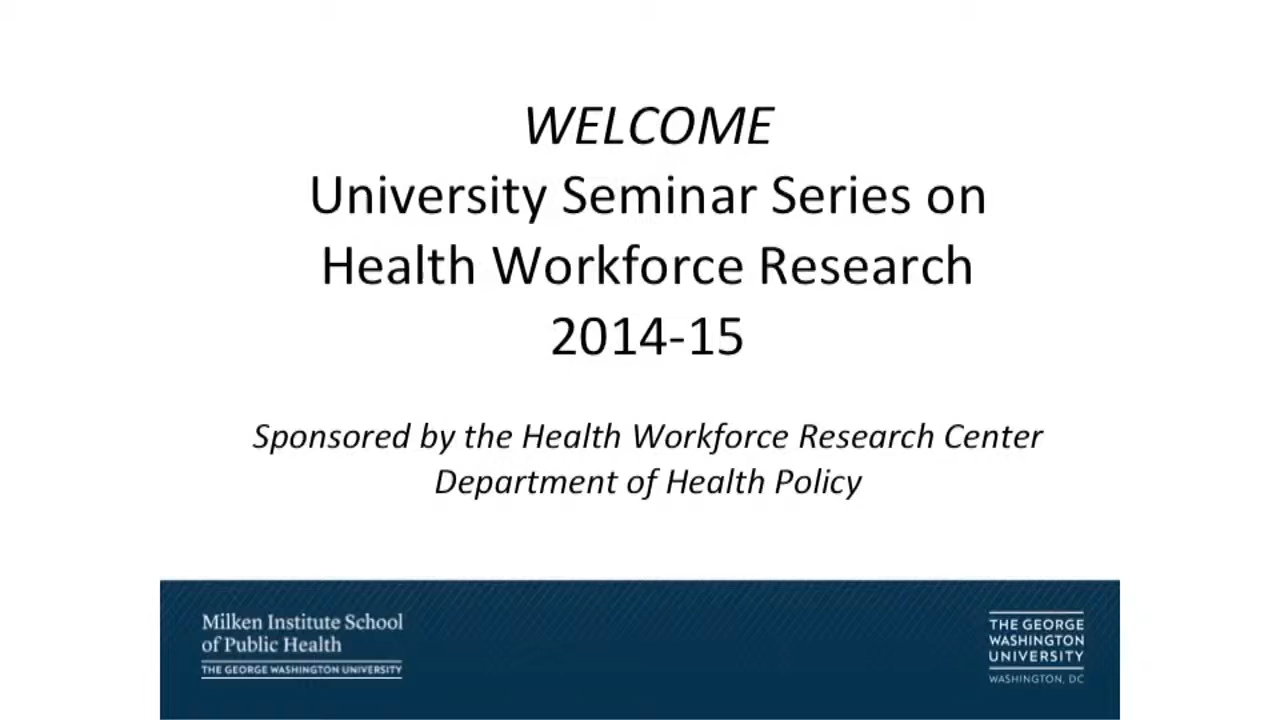 WELCOME
University Seminar Series on
Health Workforce Research
2014-15
Sponsored by the Health Workforce Research Center
Department of Health Policy
Milken Institute School
of Public Health
THE GEORGE WASHINGTON UNIVERSITY
THE GEORGE
WASHINGTON
UNIVERSITY
WASHINGTON, DC